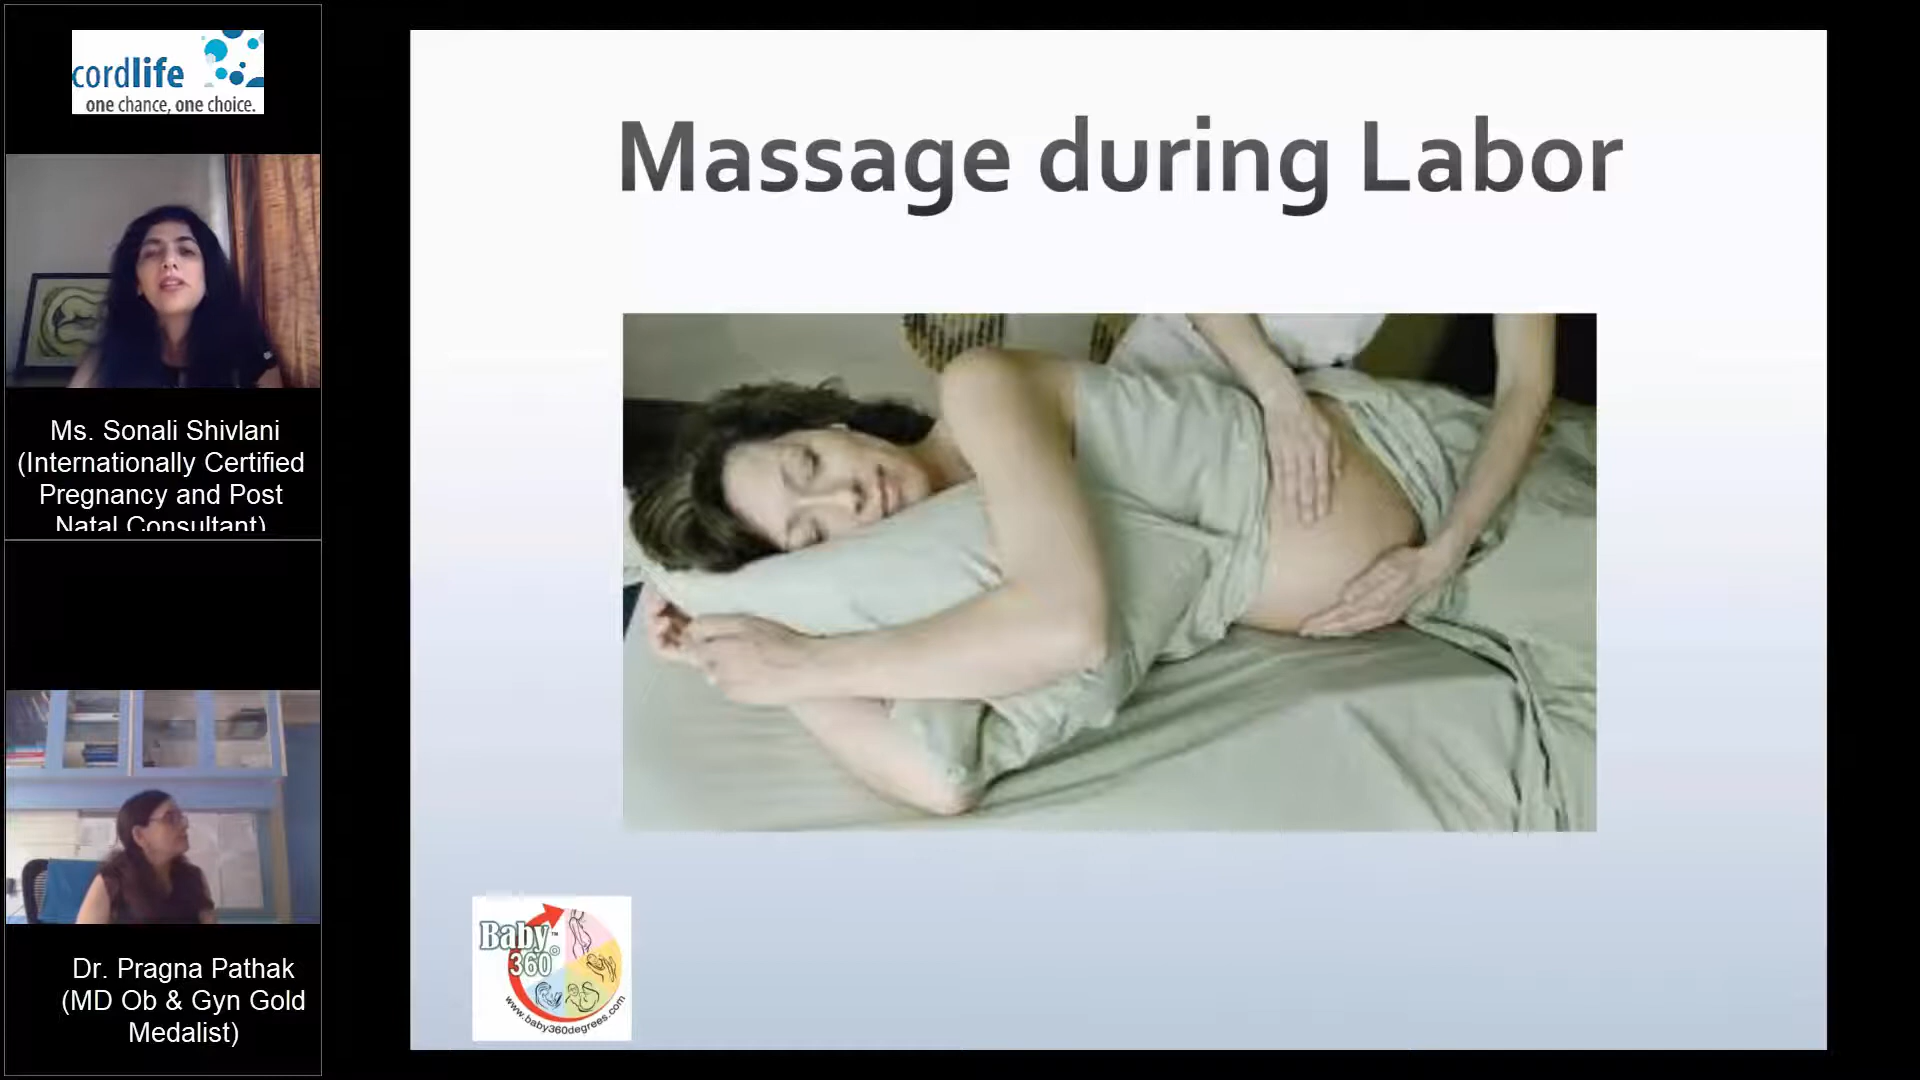 cordlife
one chance, one choice.
Ms. Sonali Shivlani
(Internationally Certified
Pregnancy and Post
Natal Consultant)
Dr. Pragna Pathak
(MD Ob & Gyn Gold
Medalist)
Massage during Labor
Baby™
360°
www.baby360degrees.com